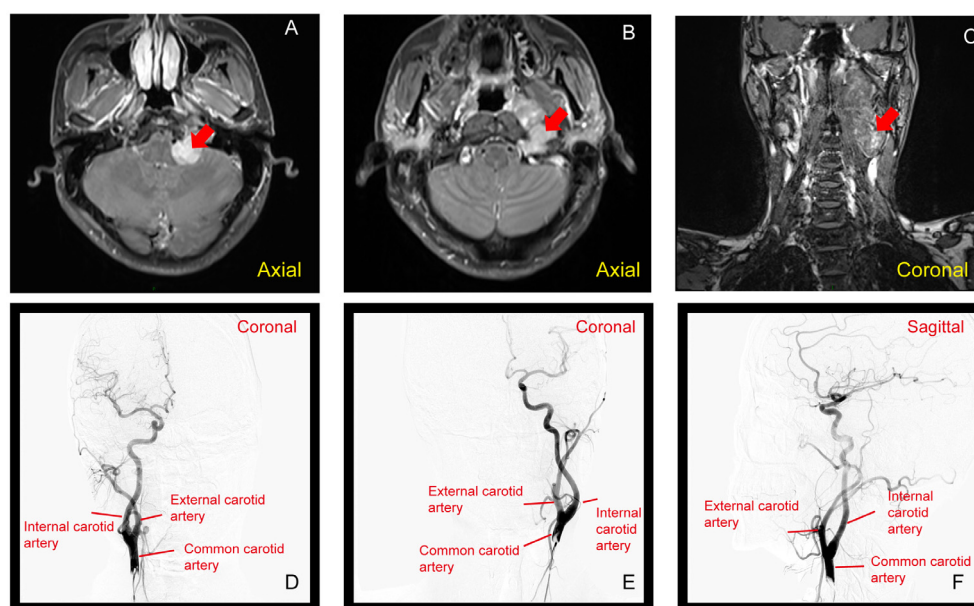 A
Axial
B
Axial
C
Coronal
Coronal
External carotid
artery
Internal carotid
artery
Common carotid
artery
D
Coronal
External carotid
artery
Internal
carotid
artery
Common carotid
artery
E
Sagittal
External carotid
artery
Internal
carotid
artery
Common carotid
artery
F